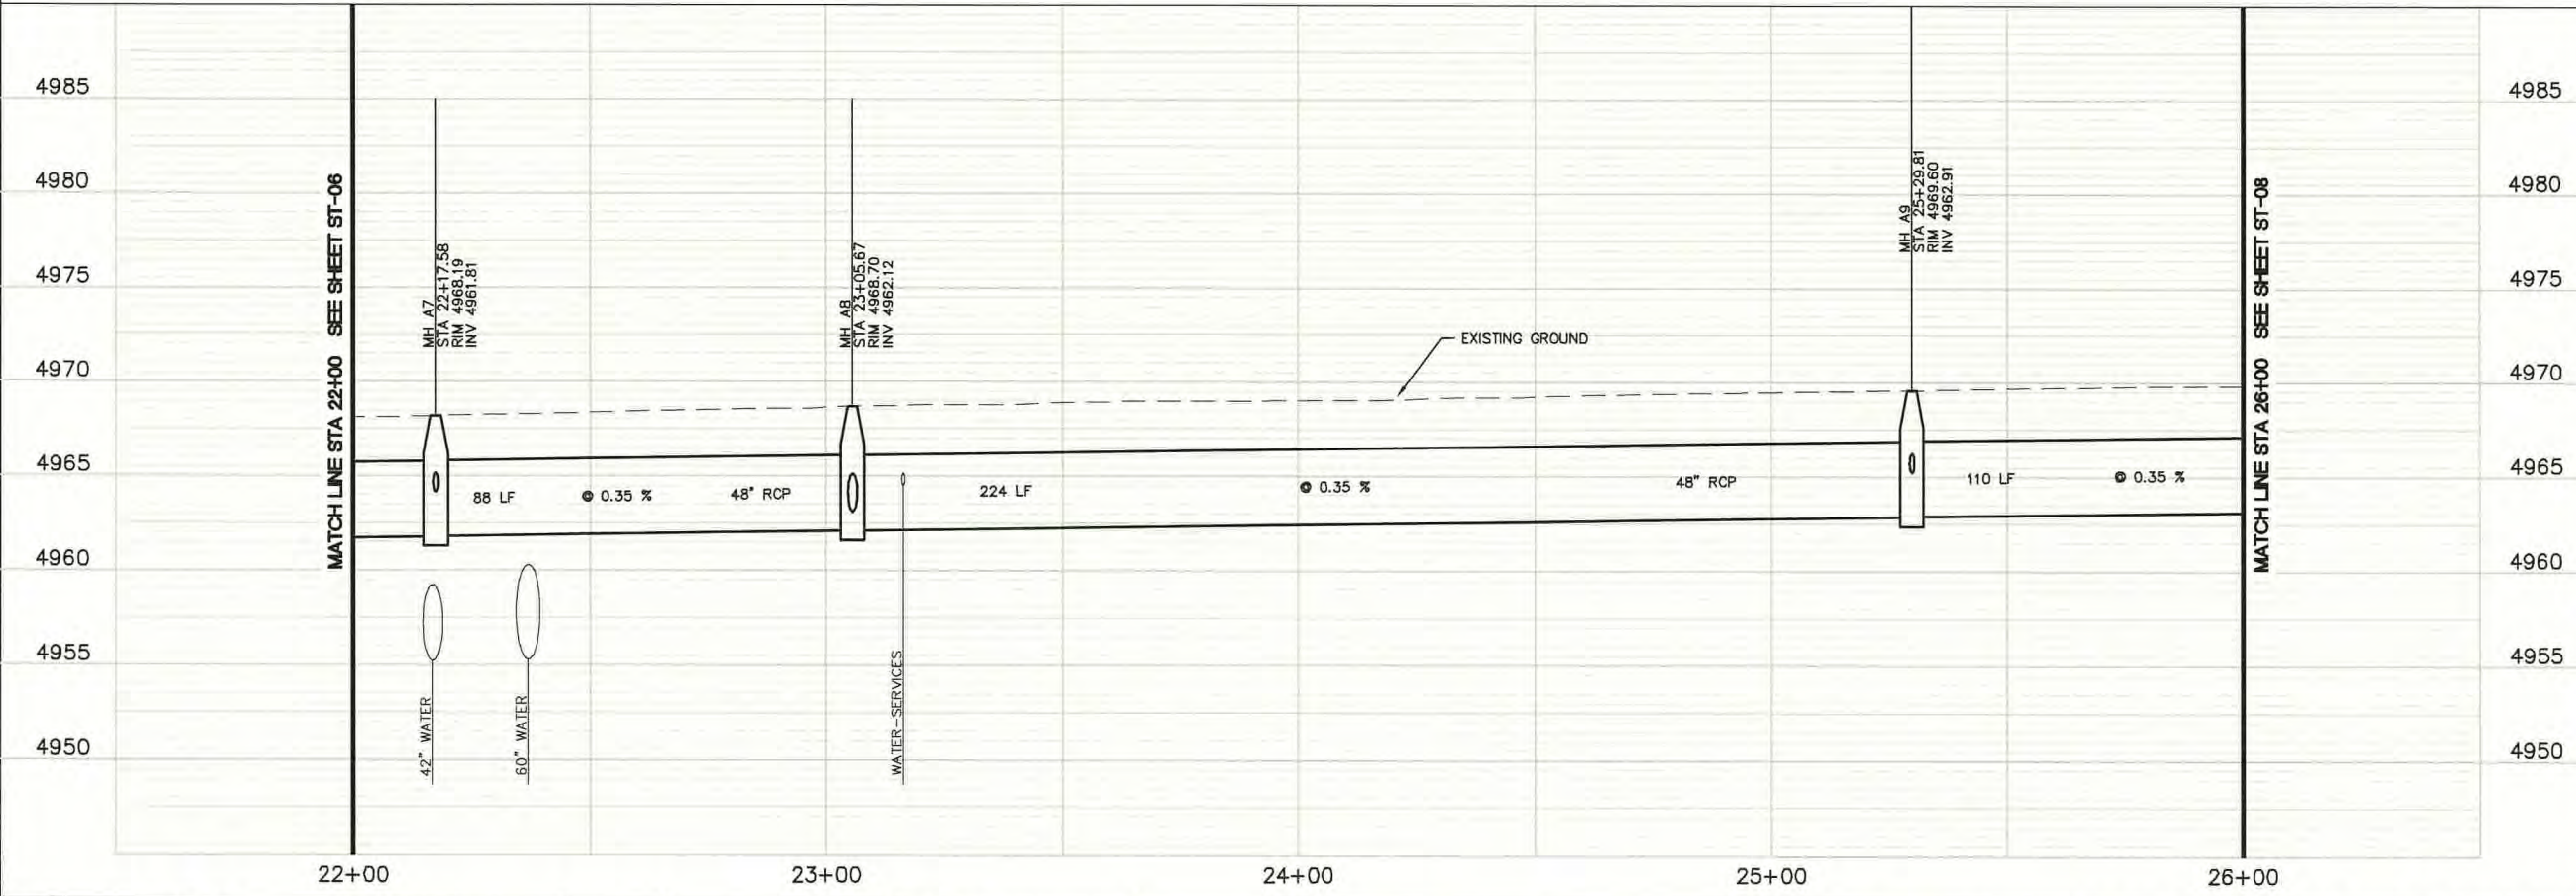 4985
4980
4975
4970
4965
4960
4955
4950
MATCH LINE STA 22+00 SEE SHEET ST-06
MH A7
STA 22+17.58
RIM 4968.19
INV 4961.81
MH A8
STA 23+05.67
RIM 4968.70
INV 4962.12
EXISTING GROUND
MH A9
STA 25+29.81
RIM 4969.60
INV 4962.91
88 LF @ 0.35 % 48" RCP
224 LF @ 0.35 % 48" RCP
110 LF @ 0.35 %
42" WATER
60" WATER
WATER-SERVICES
MATCH LINE STA 26+00 SEE SHEET ST-08
4985
4980
4975
4970
4965
4960
4955
4950
22+00 23+00 24+00 25+00 26+00